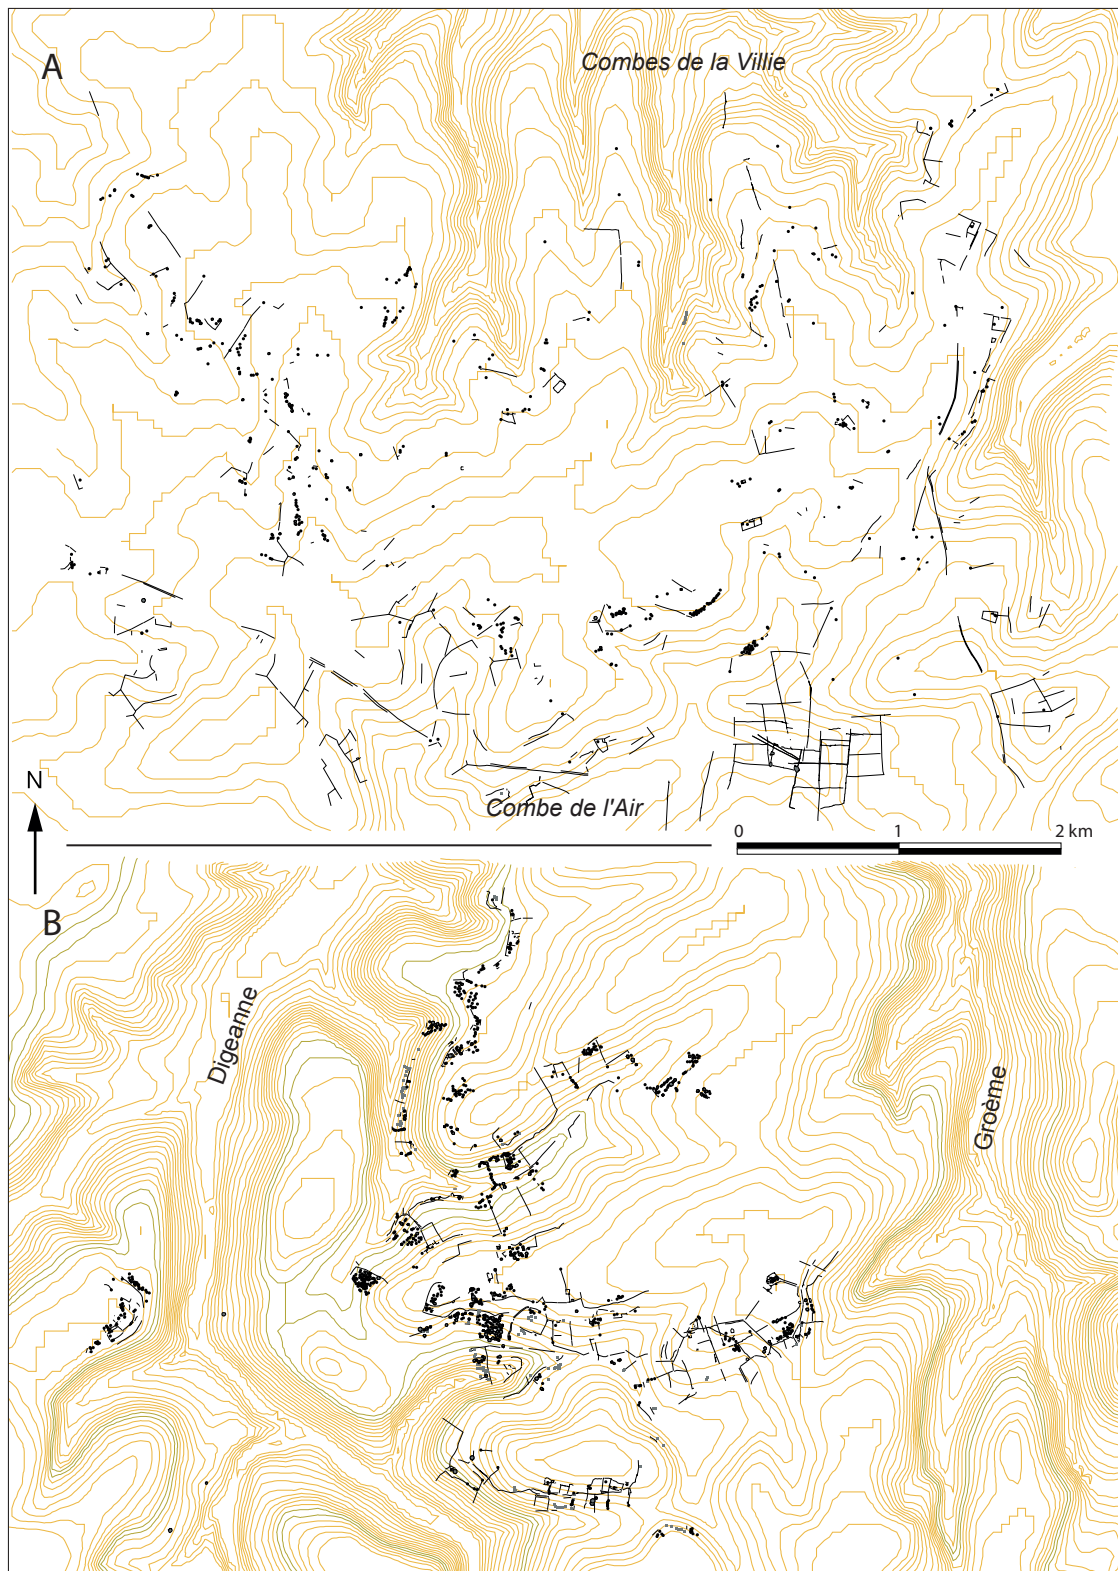 A
Combes de la Villie
N
Combe de l'Air
0 1 2 km
B
Digeanne
Groème